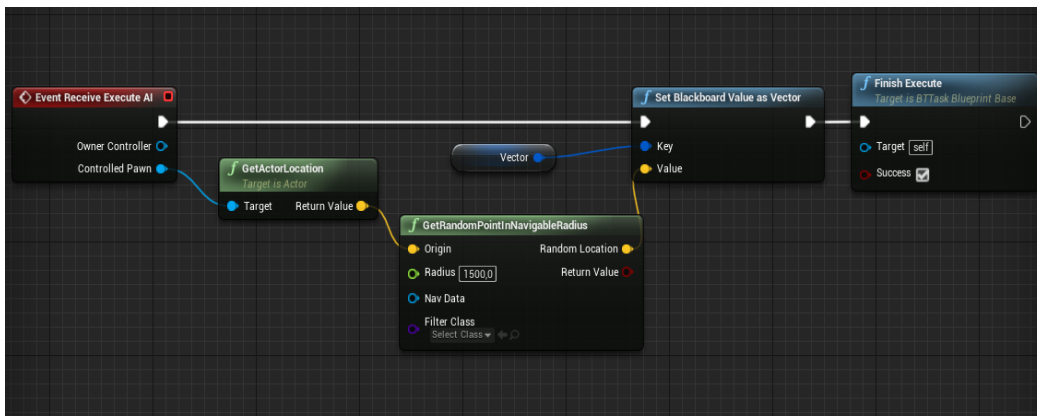 Event Receive Execute AI
Owner Controller
Controlled Pawn
GetActorLocation
Target is Actor
Target Return Value
Vector
GetRandomPointInNavigableRadius
Origin Random Location
Radius 1500,0 Return Value
Nav Data
Filter Class
Select Class
Set Blackboard Value as Vector
Key
Value
Finish Execute
Target is BTTask Blueprint Base
Target self
Success